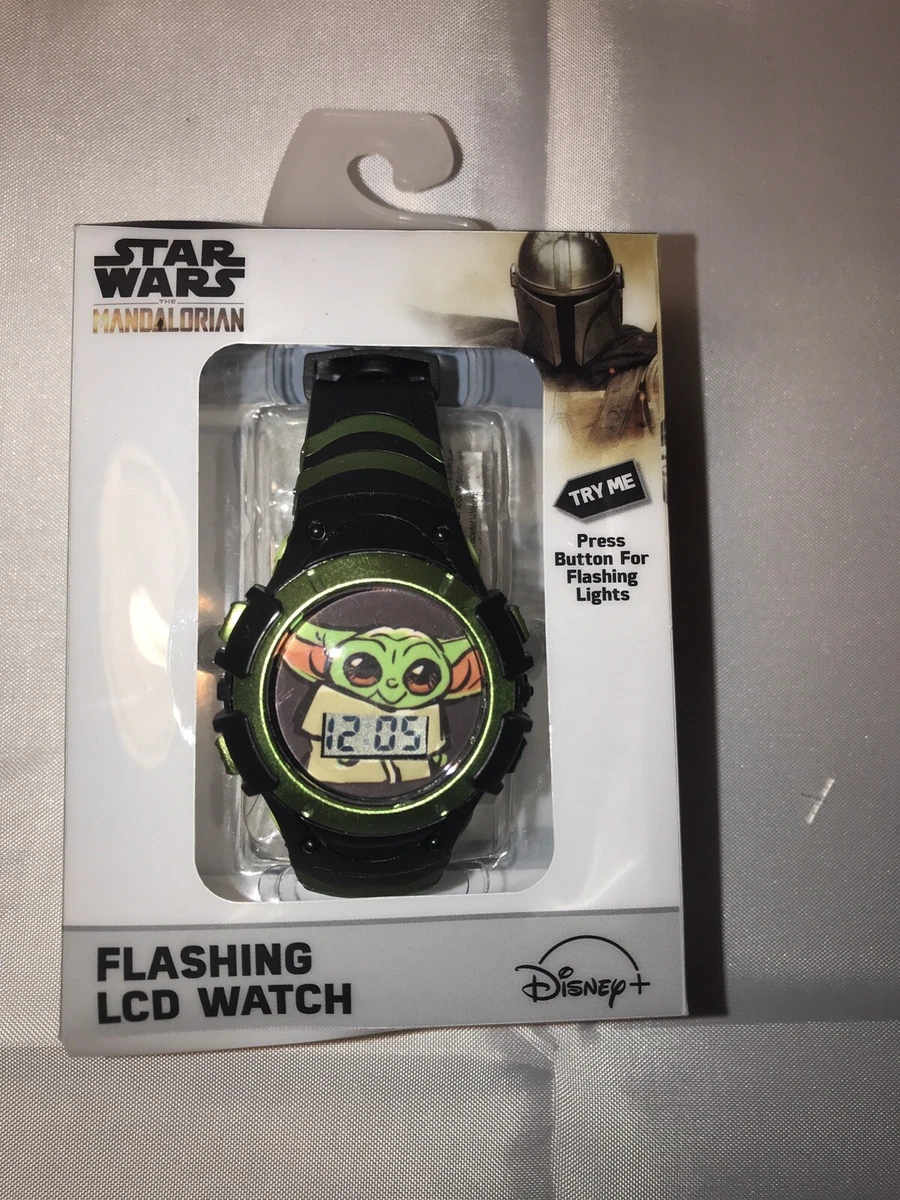 STAR
WARS
THE
MANDALORIAN
TRY ME
Press
Button For
Flashing
Lights
12:05
FLASHING
LCD WATCH
Disney+